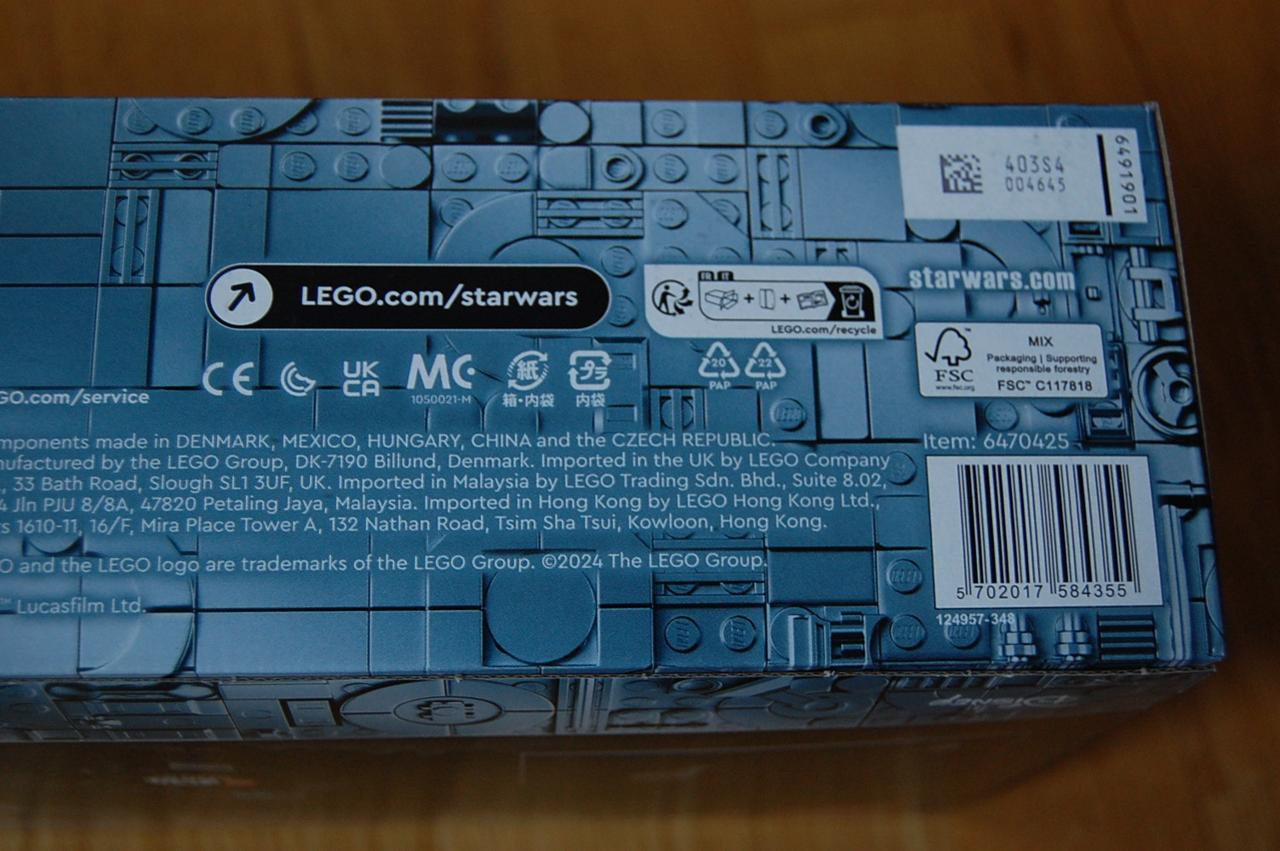 403S4
004645
6491901
LEGO.com/starwars
FR IT
LEGO.com/recycle
starwars.com
FSC
www.fsc.org
MIX
Packaging | Supporting
responsible forestry
FSC™ C117818
CE
UK
CA
MC
1050021-M
紙
箱・内袋
プラ
内袋
20
PAP
22
PAP
GO.com/service
mponents made in DENMARK, MEXICO, HUNGARY, CHINA and the CZECH REPUBLIC.
nufactured by the LEGO Group, DK-7190 Billund, Denmark. Imported in the UK by LEGO Company
, 33 Bath Road, Slough SL1 3UF, UK. Imported in Malaysia by LEGO Trading Sdn. Bhd., Suite 8.02,
4 Jln PJU 8/8A, 47820 Petaling Jaya, Malaysia. Imported in Hong Kong by LEGO Hong Kong Ltd.,
s 1610-11, 16/F, Mira Place Tower A, 132 Nathan Road, Tsim Sha Tsui, Kowloon, Hong Kong.
O and the LEGO logo are trademarks of the LEGO Group. ©2024 The LEGO Group.
™ Lucasfilm Ltd.
Item: 6470425
5 702017 584355
124957-348
Disney